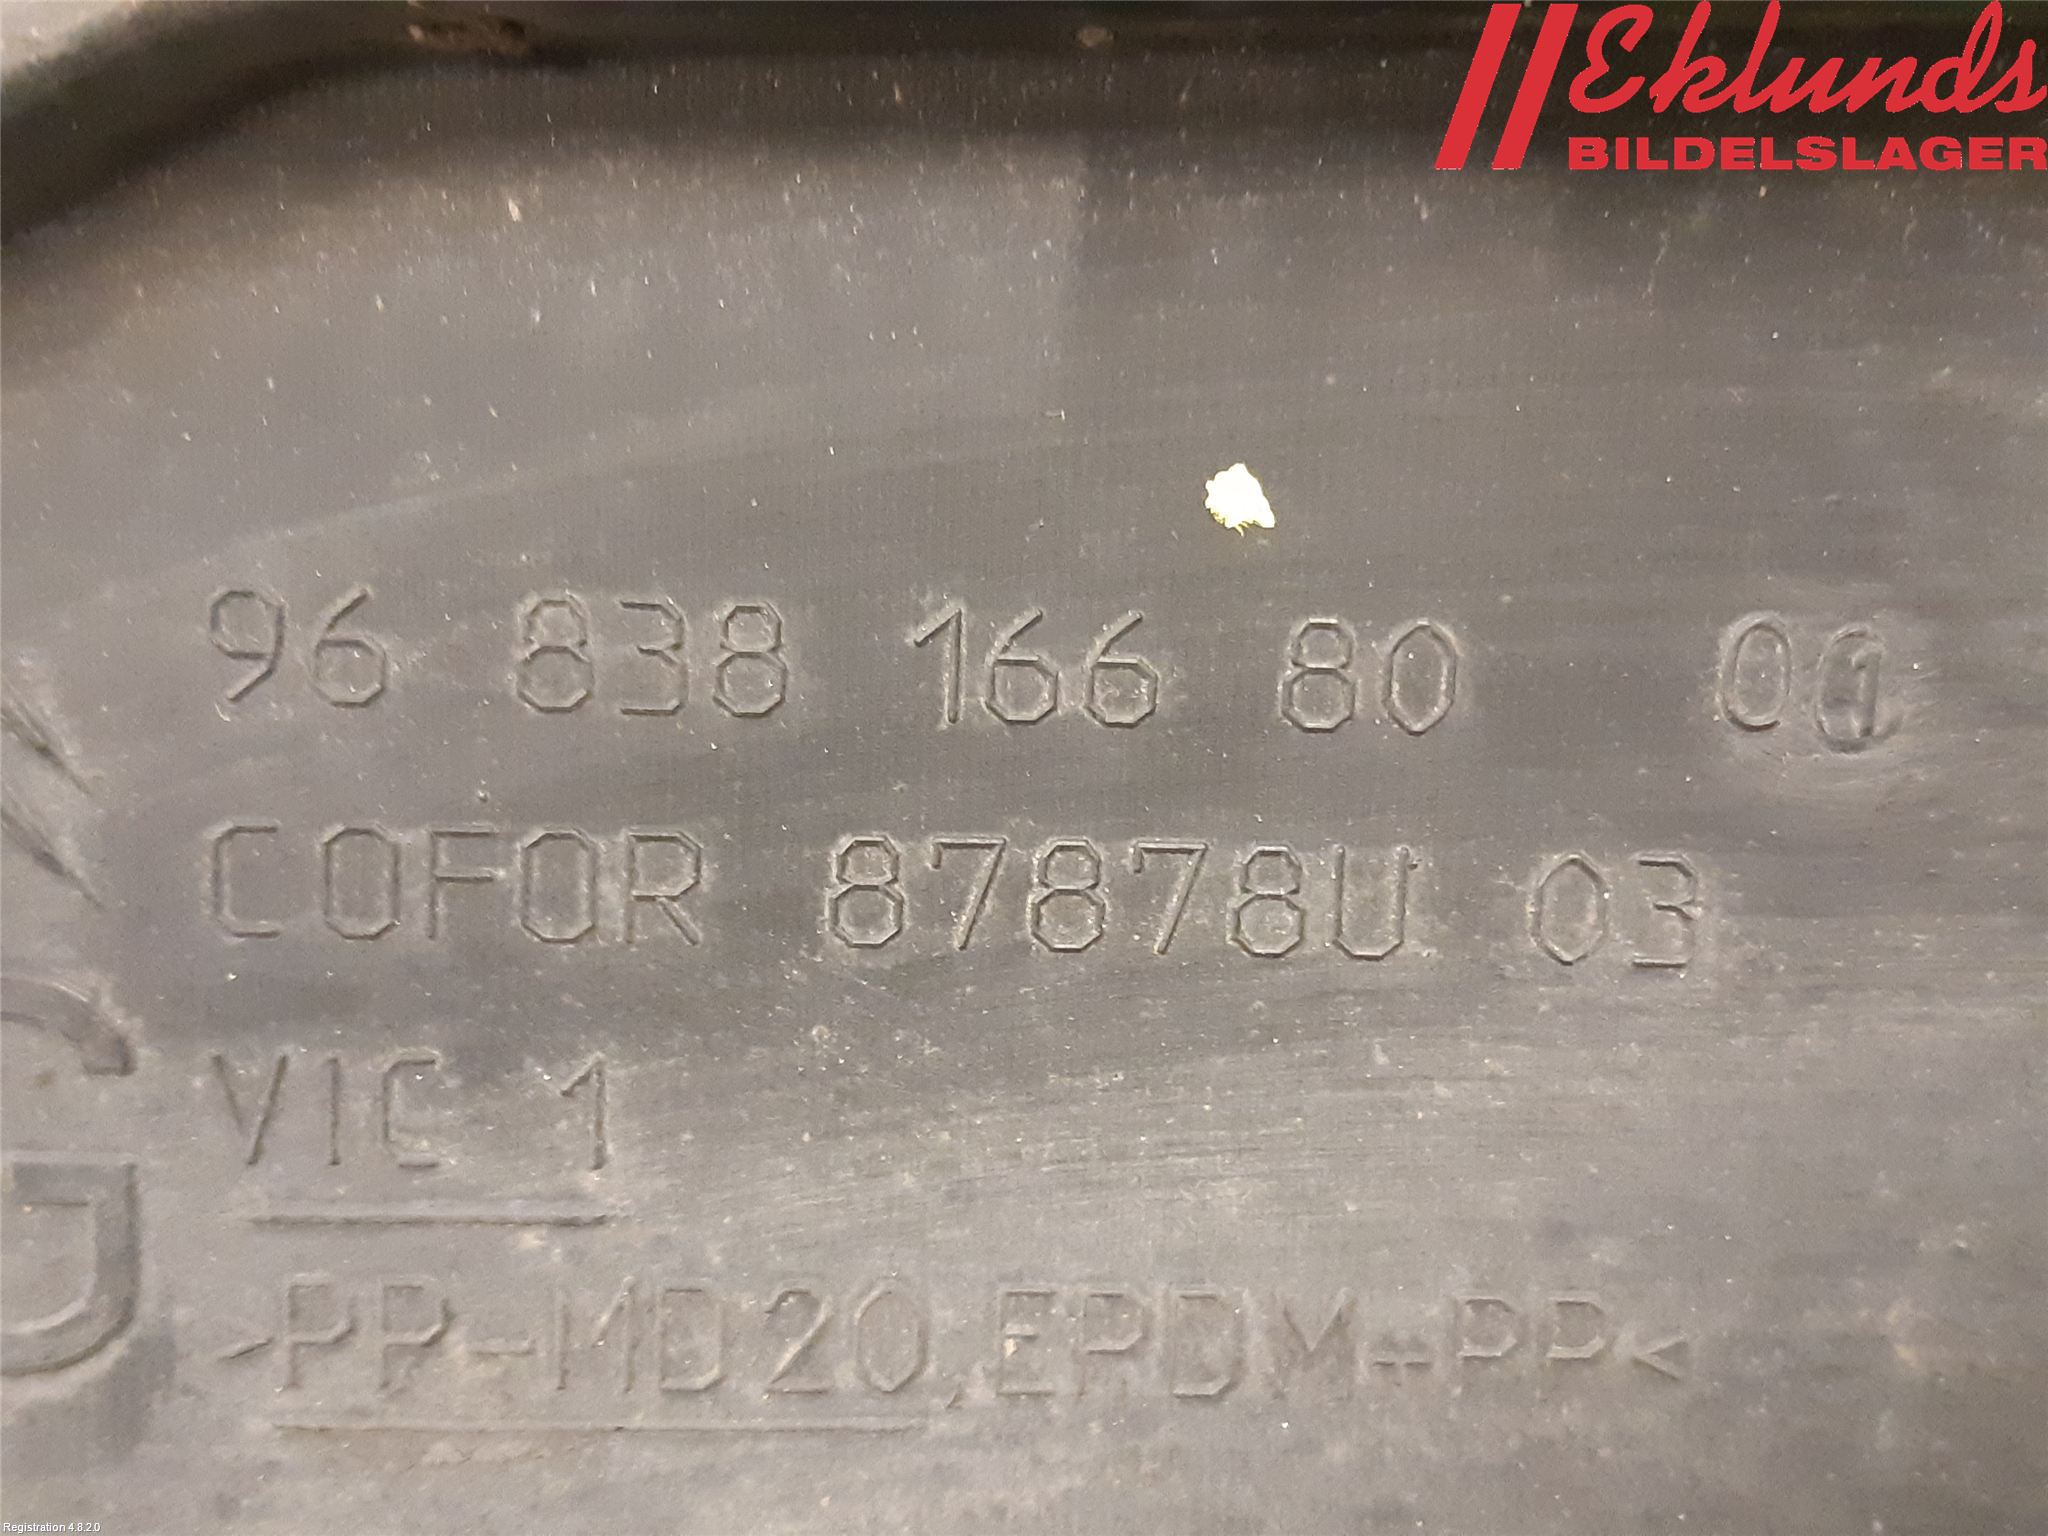 Eklunds
BILDELSLAGER
96 838 166 80 01
COFOR 87878U 03
VIC 1
>PP-MD20,EPDM+PP<
G
Registration 4.8.2.0